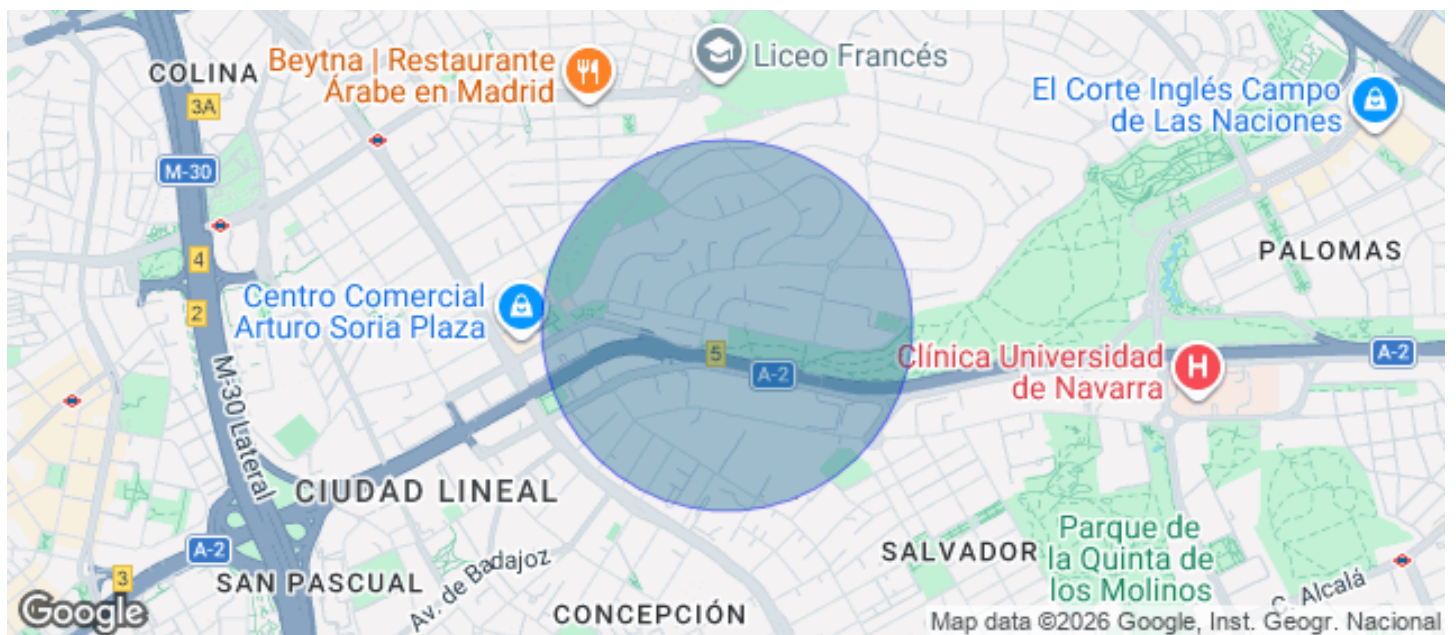 COLINA
Beytna | Restaurante
Árabe en Madrid
Liceo Francés
El Corte Inglés Campo
de Las Naciones
3A
M-30
4
2
PALOMAS
Centro Comercial
Arturo Soria Plaza
5
A-2
A-2
Clínica Universidad
de Navarra
H
M-30 Lateral
CIUDAD LINEAL
A-2
3
SAN PASCUAL
Av. de Badajoz
CONCEPCIÓN
SALVADOR
Parque de
la Quinta de
los Molinos
C. Alcalá
Google
Map data ©2026 Google, Inst. Geogr. Nacional